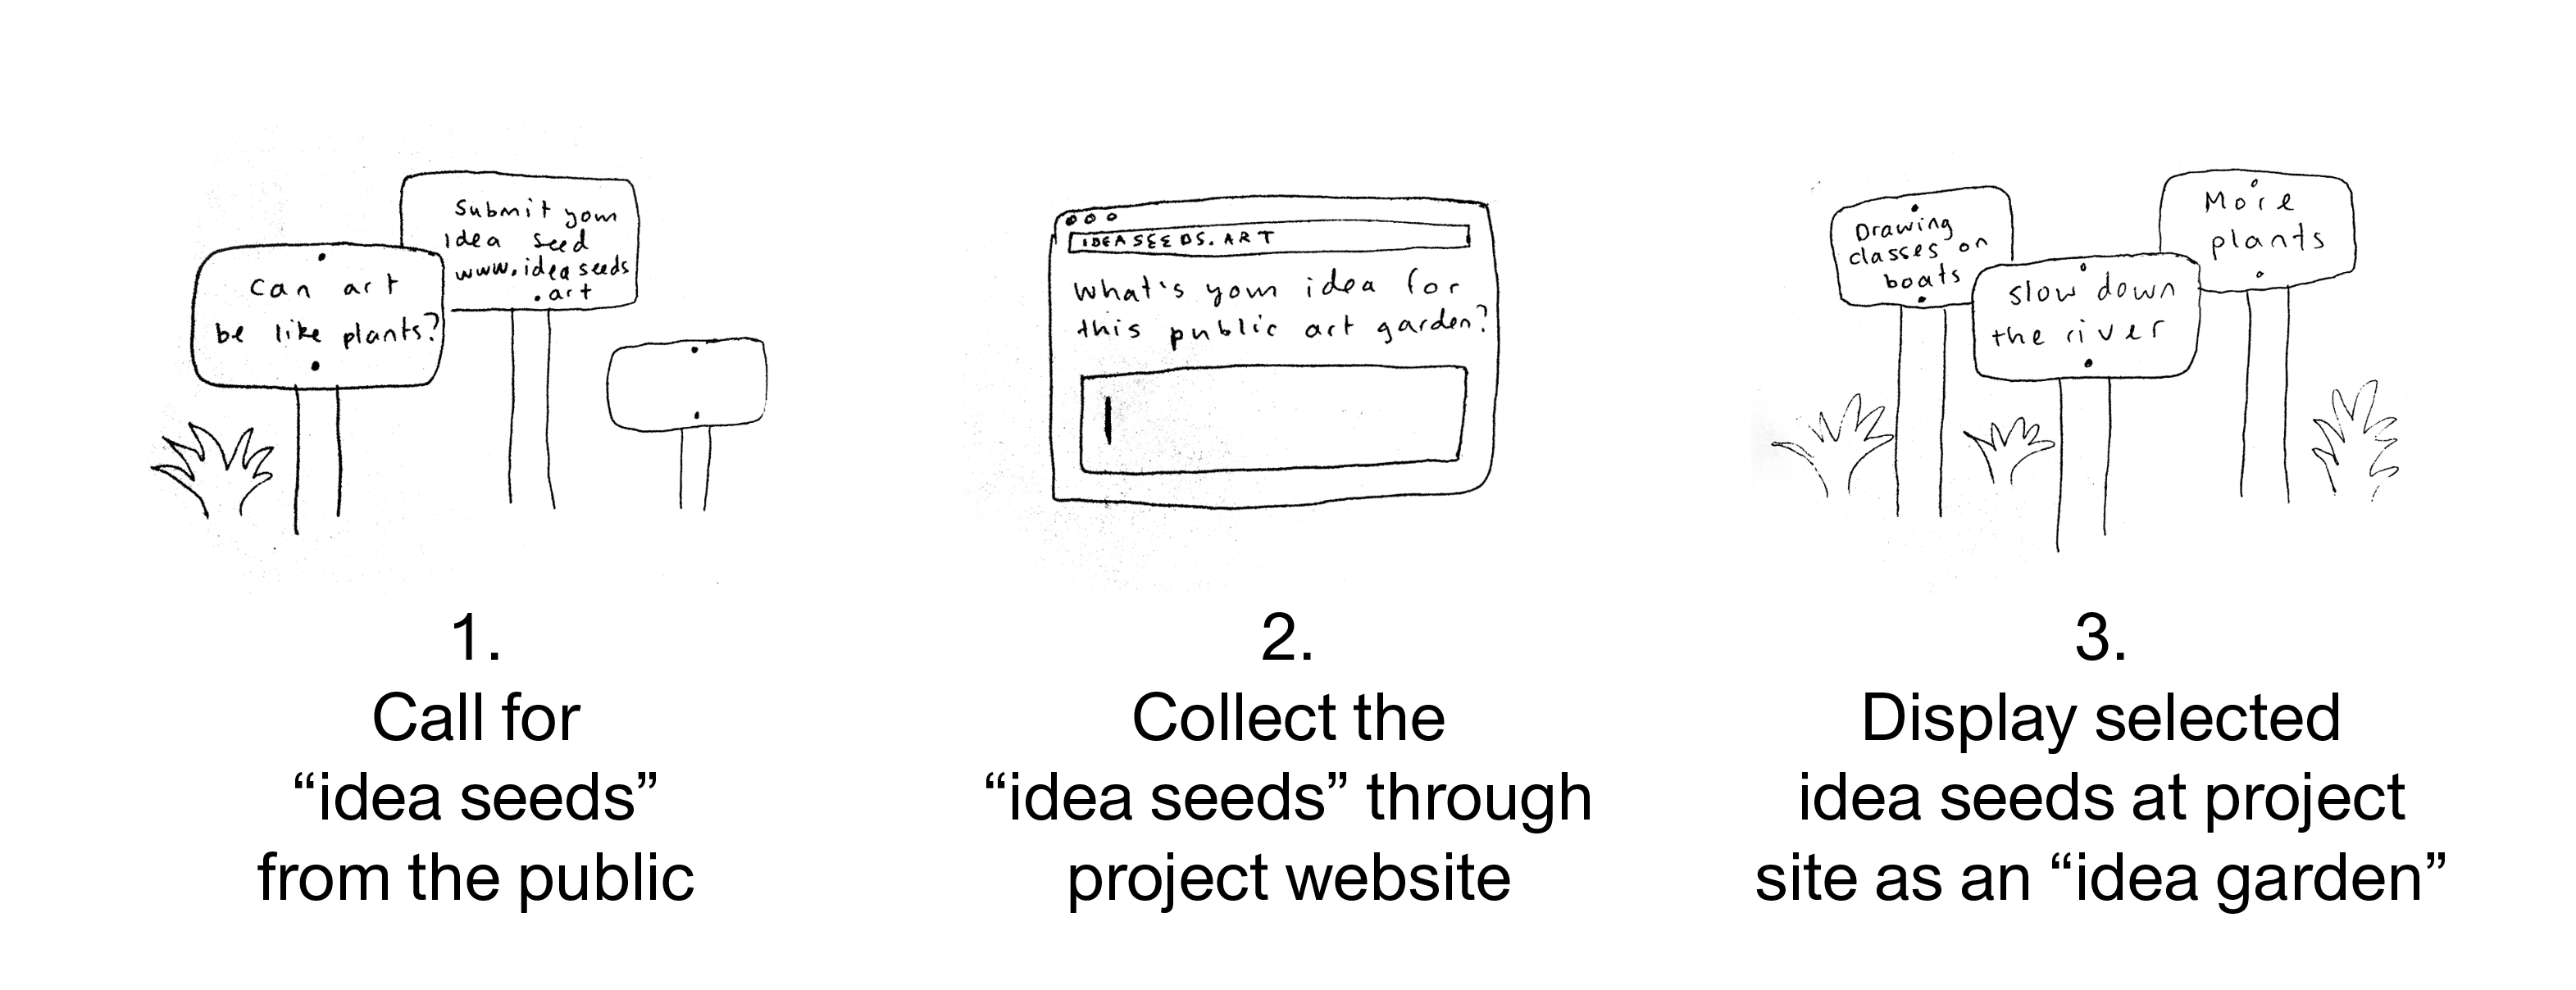 can art
be like plants?
Submit your
idea seed
www.ideaseeds
.art
1.
Call for
“idea seeds”
from the public
IDEASEEDS.ART
what's your idea for
this public art garden?
2.
Collect the
“idea seeds” through
project website
Drawing
classes on
boats
slow down
the river
More
plants
3.
Display selected
idea seeds at project
site as an “idea garden”